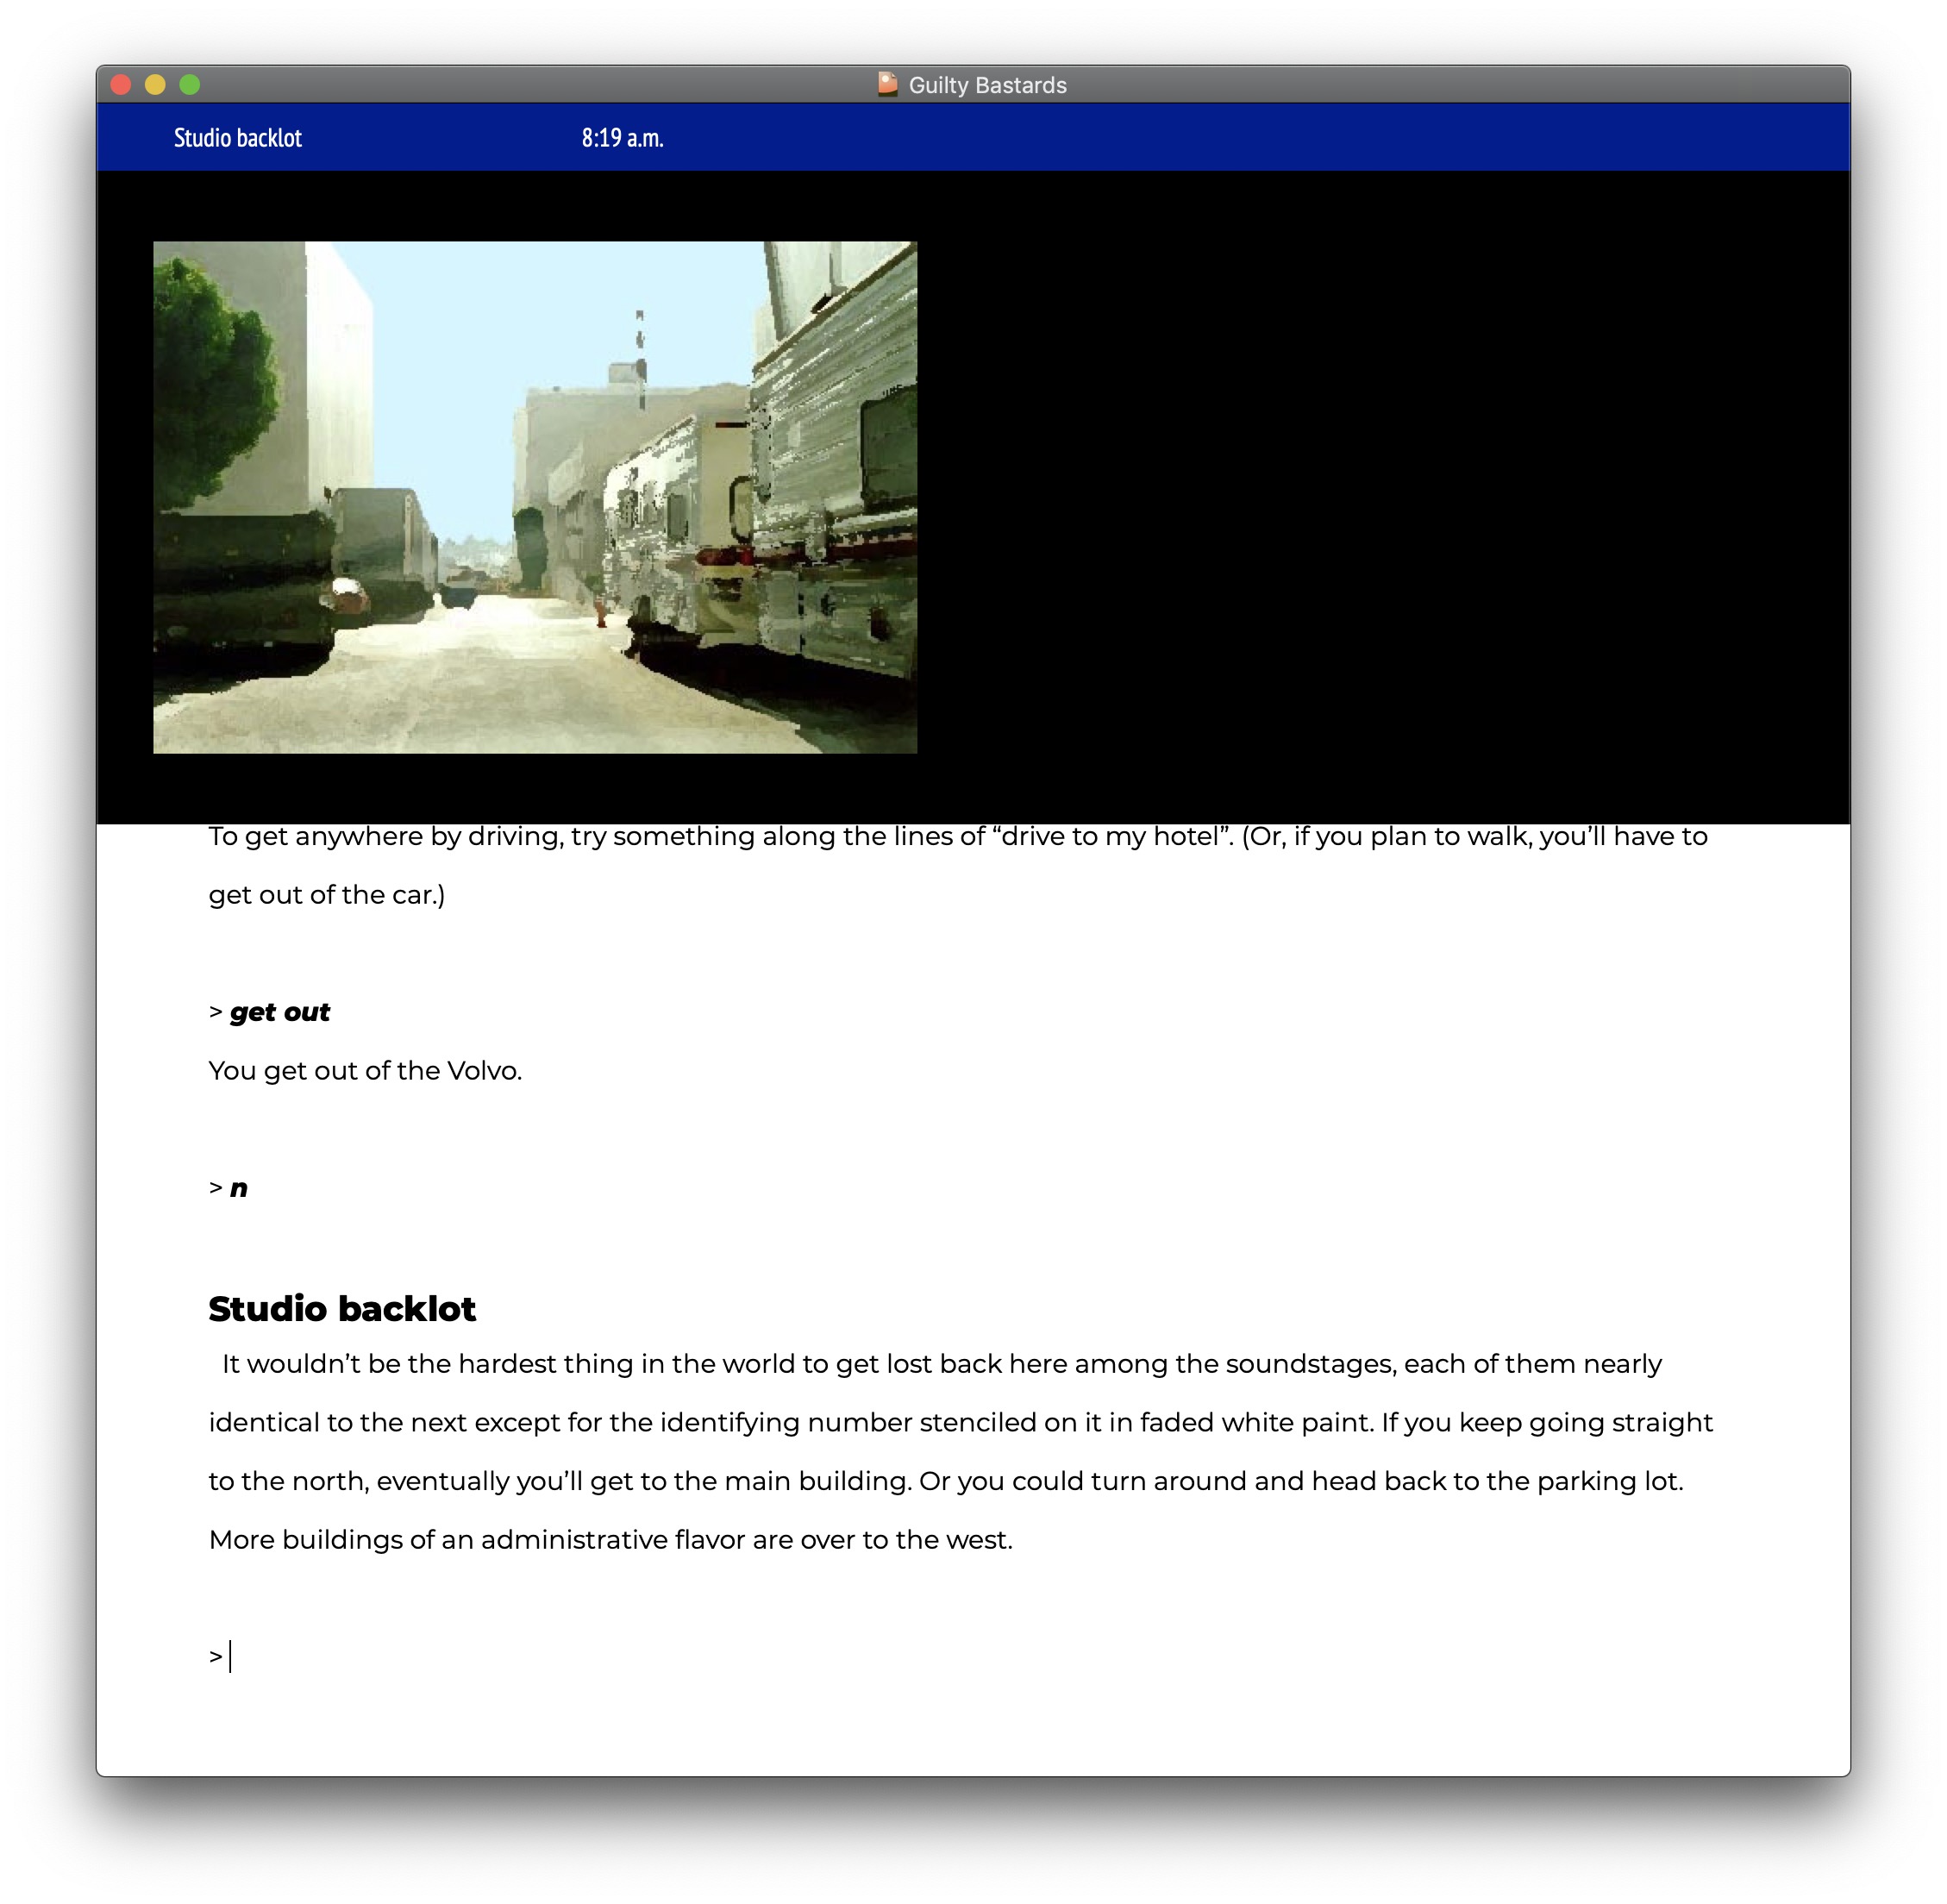 Guilty Bastards
Studio backlot 8:19 a.m.
To get anywhere by driving, try something along the lines of “drive to my hotel”. (Or, if you plan to walk, you’ll have to
get out of the car.)
> get out
You get out of the Volvo.
> n
Studio backlot
It wouldn’t be the hardest thing in the world to get lost back here among the soundstages, each of them nearly
identical to the next except for the identifying number stenciled on it in faded white paint. If you keep going straight
to the north, eventually you’ll get to the main building. Or you could turn around and head back to the parking lot.
More buildings of an administrative flavor are over to the west.
>